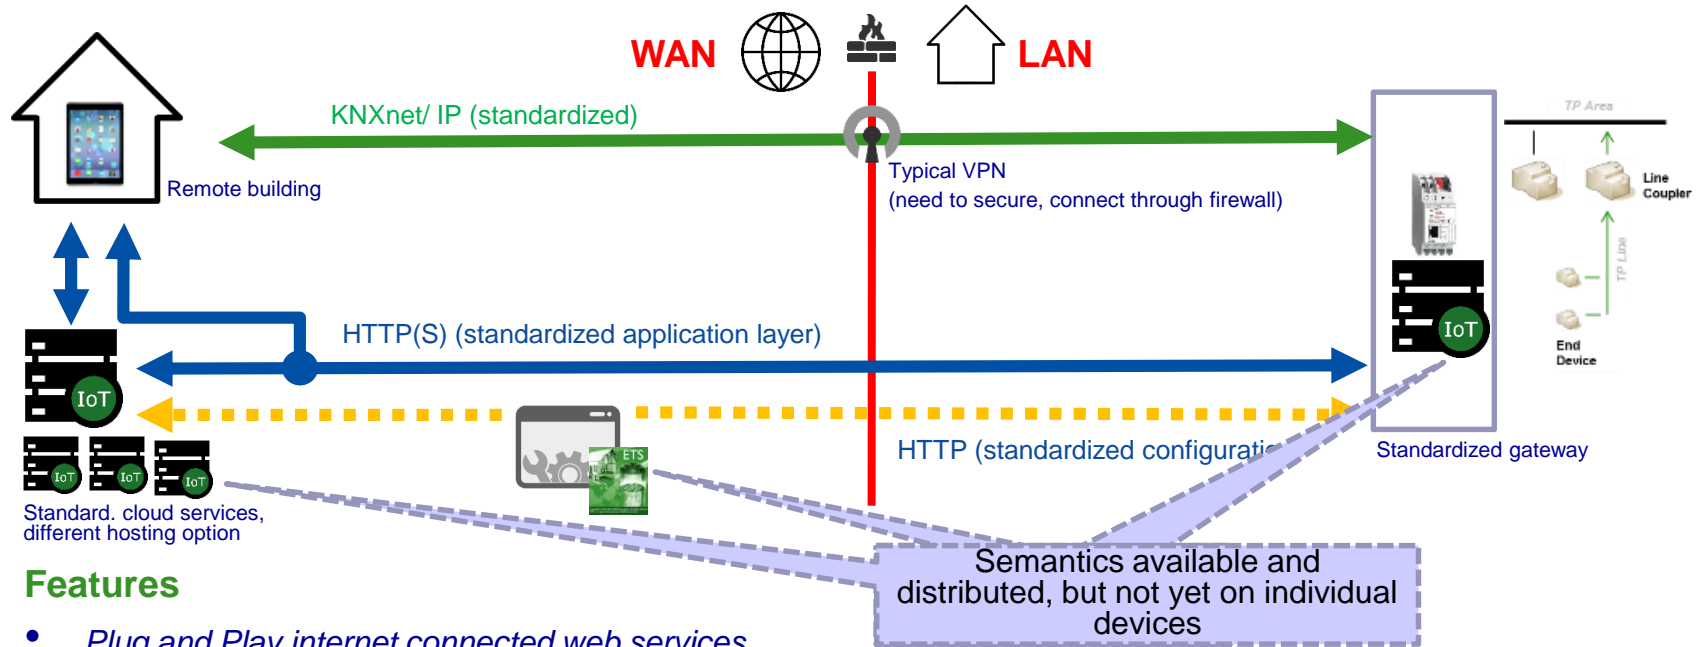 WAN
LAN
KNXnet/ IP (standardized)
TP Area
Remote building
Typical VPN
(need to secure, connect through firewall)
Line
Coupler
TP Line
HTTP(S) (standardized application layer)
IoT
IoT
End
Device
HTTP (standardized configuratio
ETS
Standardized gateway
IoT
IoT
IoT
Standard. cloud services,
different hosting option
Semantics available and
distributed, but not yet on individual
devices
Features
• Plug and Play internet connected web services